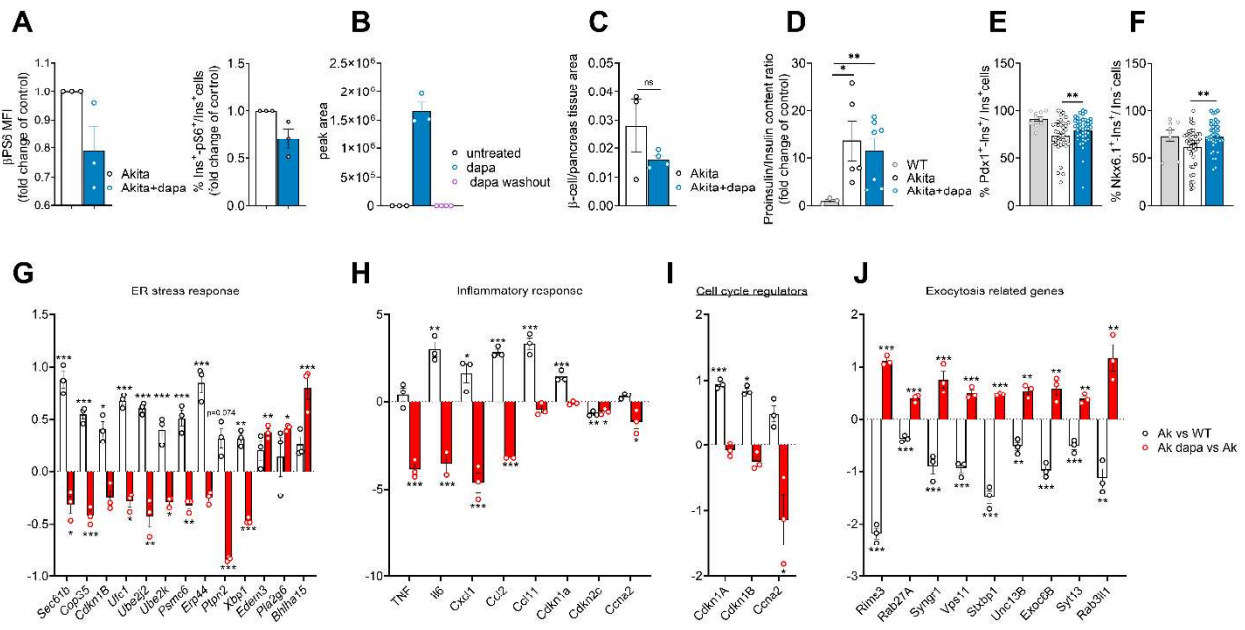 A
B
C
D
E
F
βPS6 MFI
(fold change of control)
1.1
1.0
0.9
0.8
0.7
0.6
Akita
Akita+dapa
% Ins⁺-pS6⁺/Ins⁺cells
(fold change of control)
1.5
1.0
0.5
0.0
peak area
2.5×10⁶
2×10⁶
1.5×10⁶
1×10⁶
5×10⁵
0
untreated
dapa
dapa washout
β-cell/pancreas tissue area
0.05
0.04
0.03
0.02
0.01
0.00
ns
Akita
Akita+dapa
Proinsulin/Insulin content ratio
(fold change of control)
30
20
10
0
**
*
WT
Akita
Akita+dapa
% Pdx1⁺-Ins⁺/ Ins⁺cells
150
100
50
0
**
% Nkx6.1⁺-Ins⁺/ Ins⁺cells
150
100
50
0
**
G
ER stress response
1.5
1.0
0.5
0.0
-0.5
-1.0
***
***
*
***
***
***
***
***
p=0.074
**
**
*
***
*
***
*
**
*
**
***
***
Sec61b
Cop35
Cdkn1B
Ufc1
Ube2j2
Ube2k
Psmc6
Erp44
Ptpn2
Xbp1
Edem3
Pla2g6
Bhlha15
H
Inflammatory response
5
0
-5
-10
**
*
***
***
***
***
***
***
***
**
*
*
TNF
Il6
Cxcl1
Ccl2
Ccl11
Cdkn1a
Cdkn2c
Ccna2
I
Cell cycle regulators
2
1
0
-1
-2
***
*
*
Cdkn1A
Cdkn1B
Ccna2
J
Exocytosis related genes
2
1
0
-1
-2
-3
***
***
***
***
***
**
**
**
**
***
***
***
***
***
**
***
***
**
Rims3
Rab27A
Syngr1
Vps11
Stxbp1
Unc13B
Exoc6B
Syt13
Rab3il1
Ak vs WT
Ak dapa vs Ak